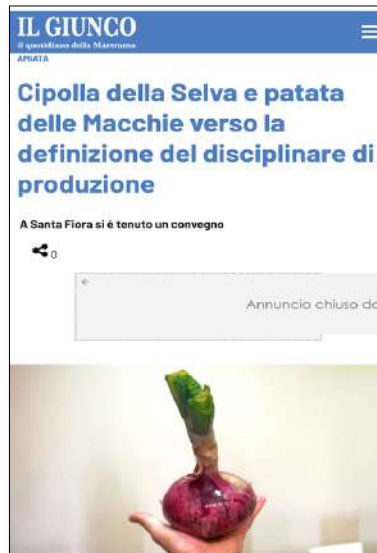 IL GIUNCO
il quotidiano della Maremma
AMIATA
Cipolla della Selva e patata
delle Macchie verso la
definizione del disciplinare di
produzione
A Santa Fiora si è tenuto un convegno
0
Annuncio chiuso da